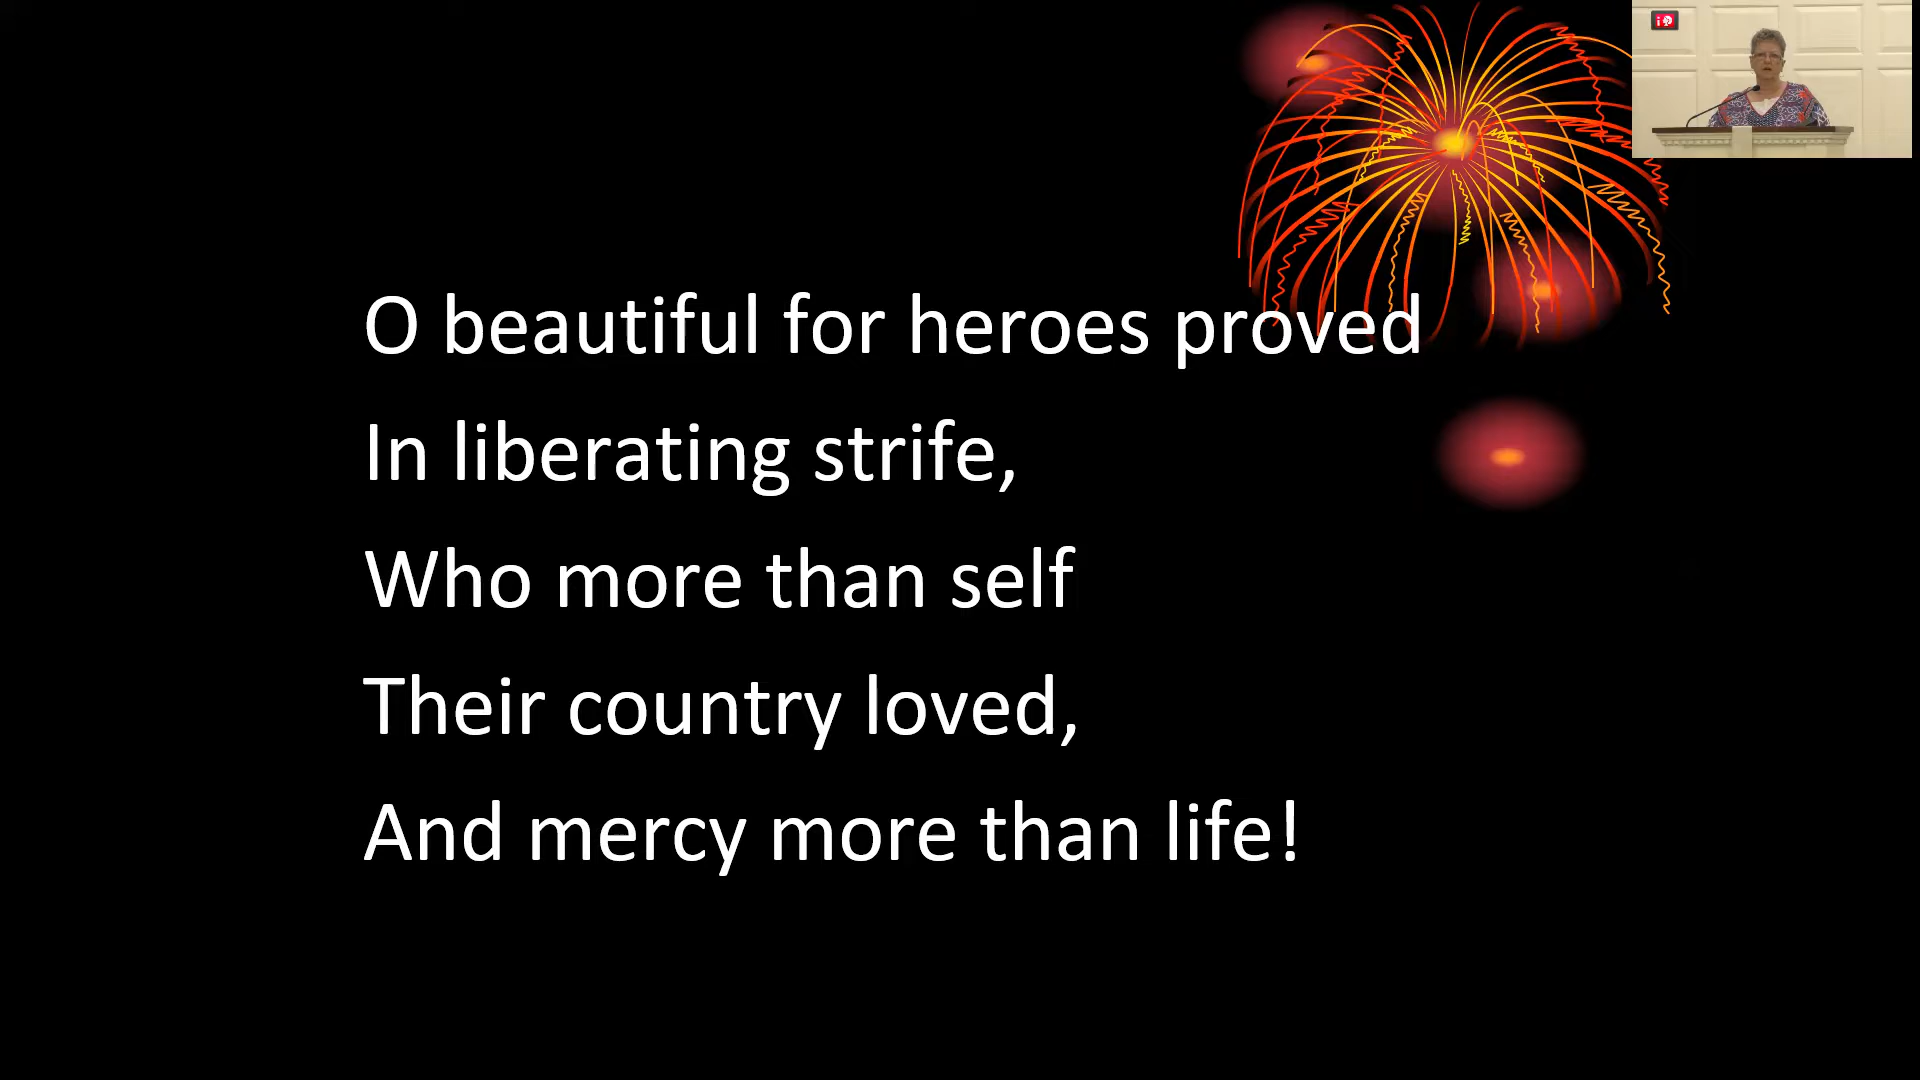 O beautiful for heroes proved
In liberating strife,
Who more than self
Their country loved,
And mercy more than life!